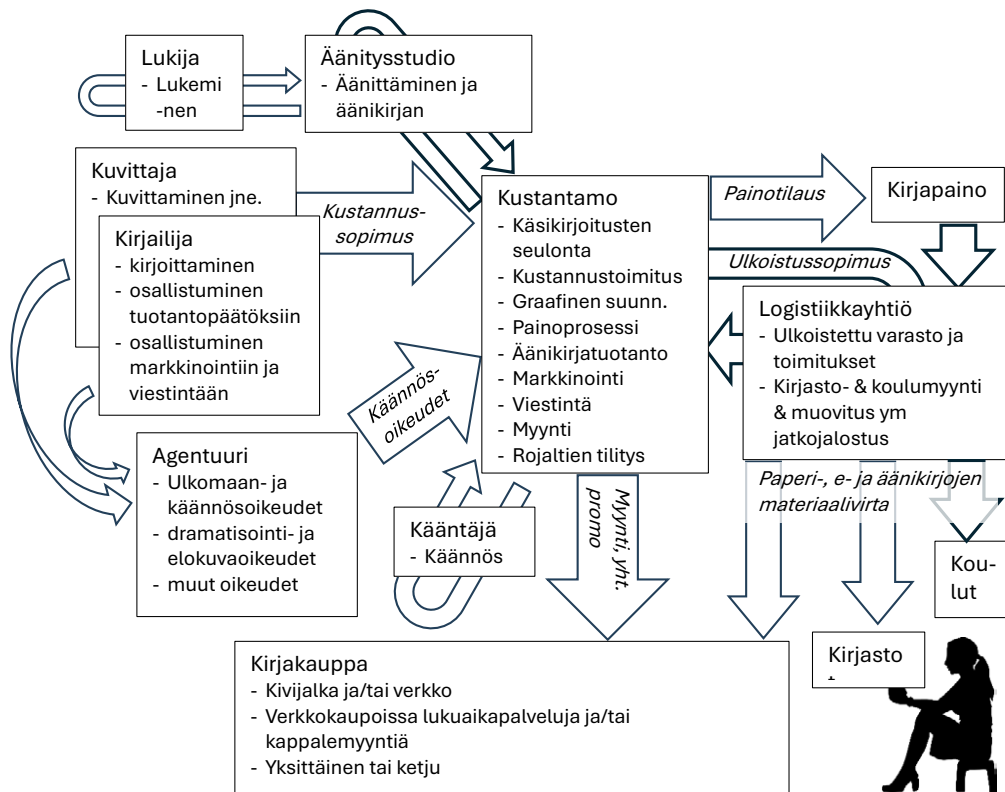 Lukija
- Lukemi
-nen
Äänitysstudio
- Äänittäminen ja
äänikirjan
Kuvittaja
- Kuvittaminen jne.
Kirjailija
- kirjoittaminen
- osallistuminen
tuotantopäätöksiin
- osallistuminen
markkinointiin ja
viestintään
Kustannus-
sopimus
Kustantamo
- Käsikirjoitusten
seulonta
- Kustannustoimitus
- Graafinen suunn.
- Painoprosessi
- Äänikirjatuotanto
- Markkinointi
- Viestintä
- Myynti
- Rojaltien tilitys
Painotilaus
Kirjapaino
Ulkoistussopimus
Logistiikkayhtiö
- Ulkoistettu varasto ja
toimitukset
- Kirjasto- & koulumyynti
& muovitus ym
jatkojalostus
Käännös-
oikeudet
Agentuuri
- Ulkomaan- ja
käännösoikeudet
- dramatisointi- ja
elokuvaoikeudet
- muut oikeudet
Kääntäjä
- Käännös
Myynti, yht.
promo
Paperi-, e- ja äänikirjojen
materiaalivirta
Kou-
lut
Kirjasto
Kirjakauppa
- Kivijalka ja/tai verkko
- Verkkokaupoissa lukuaikapalveluja ja/tai
kappalemyyntiä
- Yksittäinen tai ketju